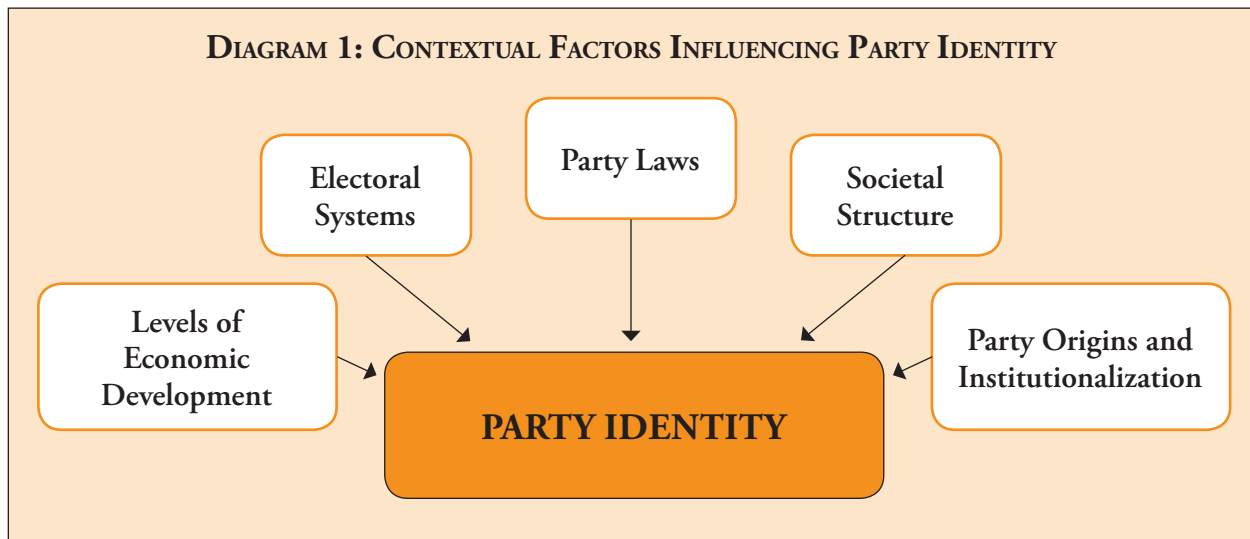 DIAGRAM 1: CONTEXTUAL FACTORS INFLUENCING PARTY IDENTITY
Levels of
Economic
Development
Electoral
Systems
Party Laws
Societal
Structure
Party Origins and
Institutionalization
PARTY IDENTITY